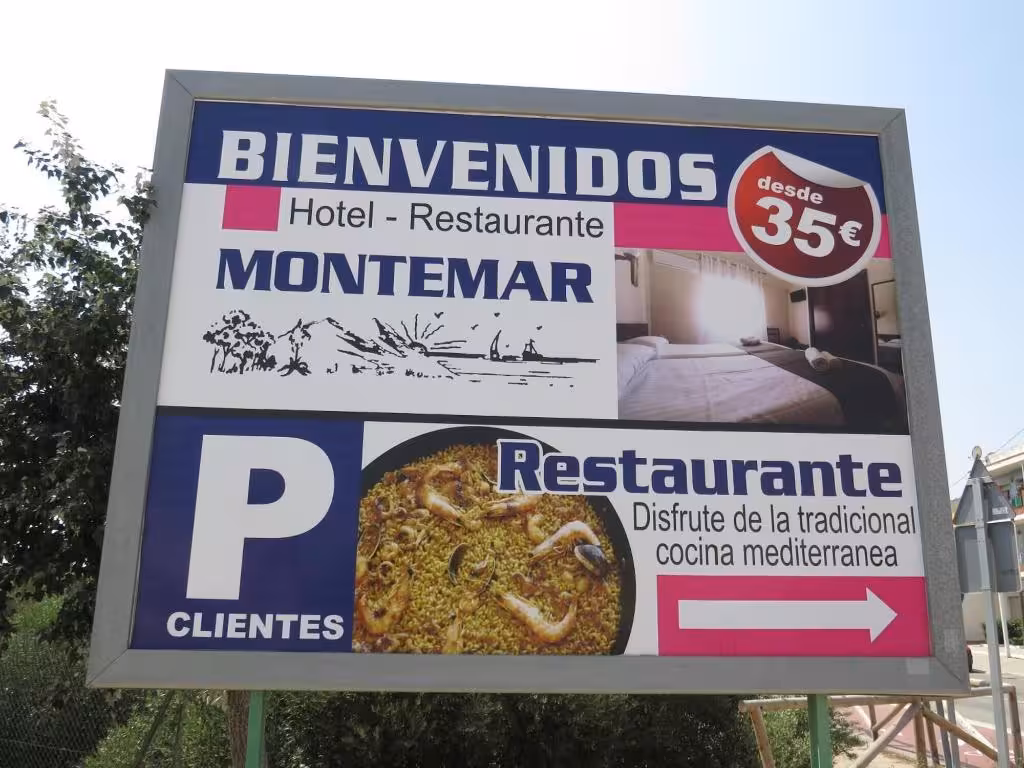 BIENVENIDOS
desde
35€
Hotel - Restaurante
MONTEMAR
P
CLIENTES
Restaurante
Disfrute de la tradicional
cocina mediterranea